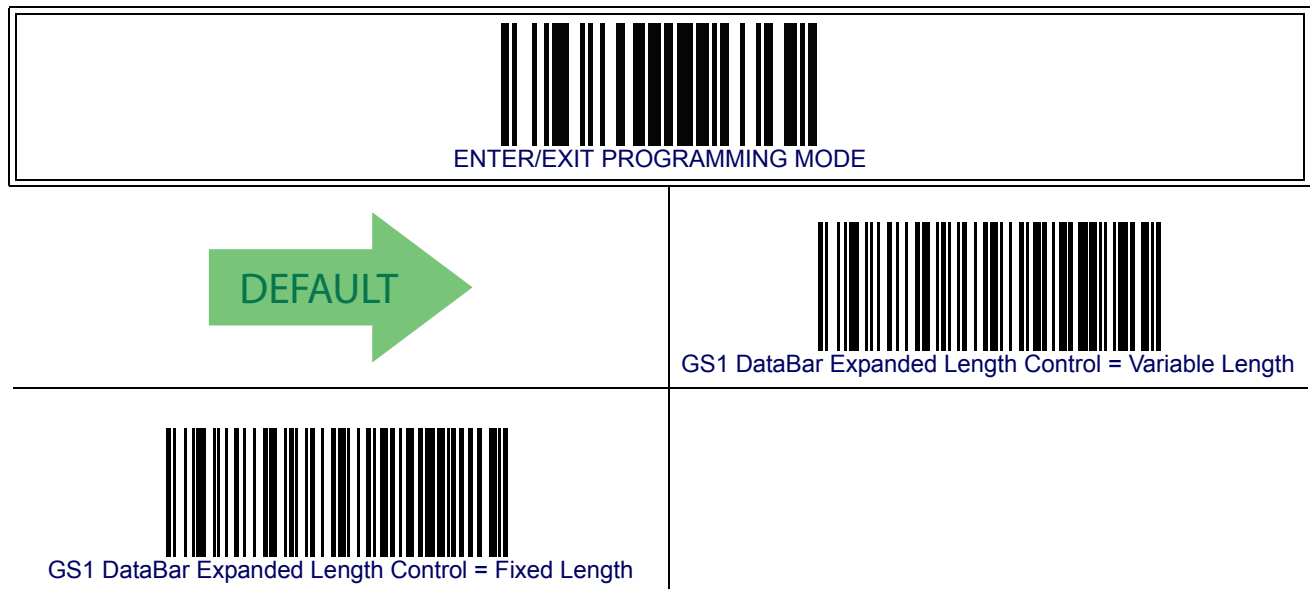 ENTER/EXIT PROGRAMMING MODE
DEFAULT
GS1 DataBar Expanded Length Control = Variable Length
GS1 DataBar Expanded Length Control = Fixed Length